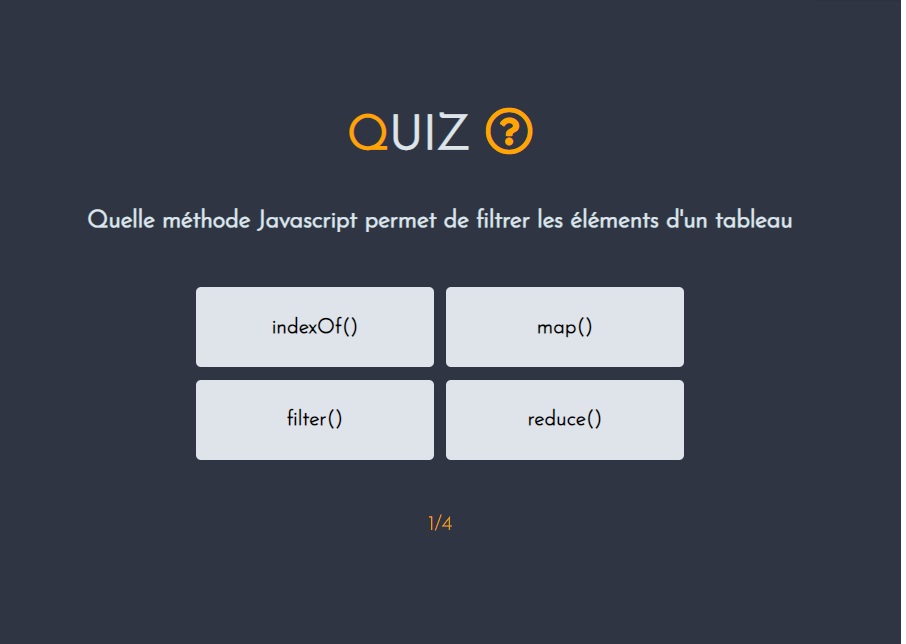 QUIZ ?
Quelle méthode Javascript permet de filtrer les éléments d'un tableau
indexOf()
map()
filter()
reduce()
1/4